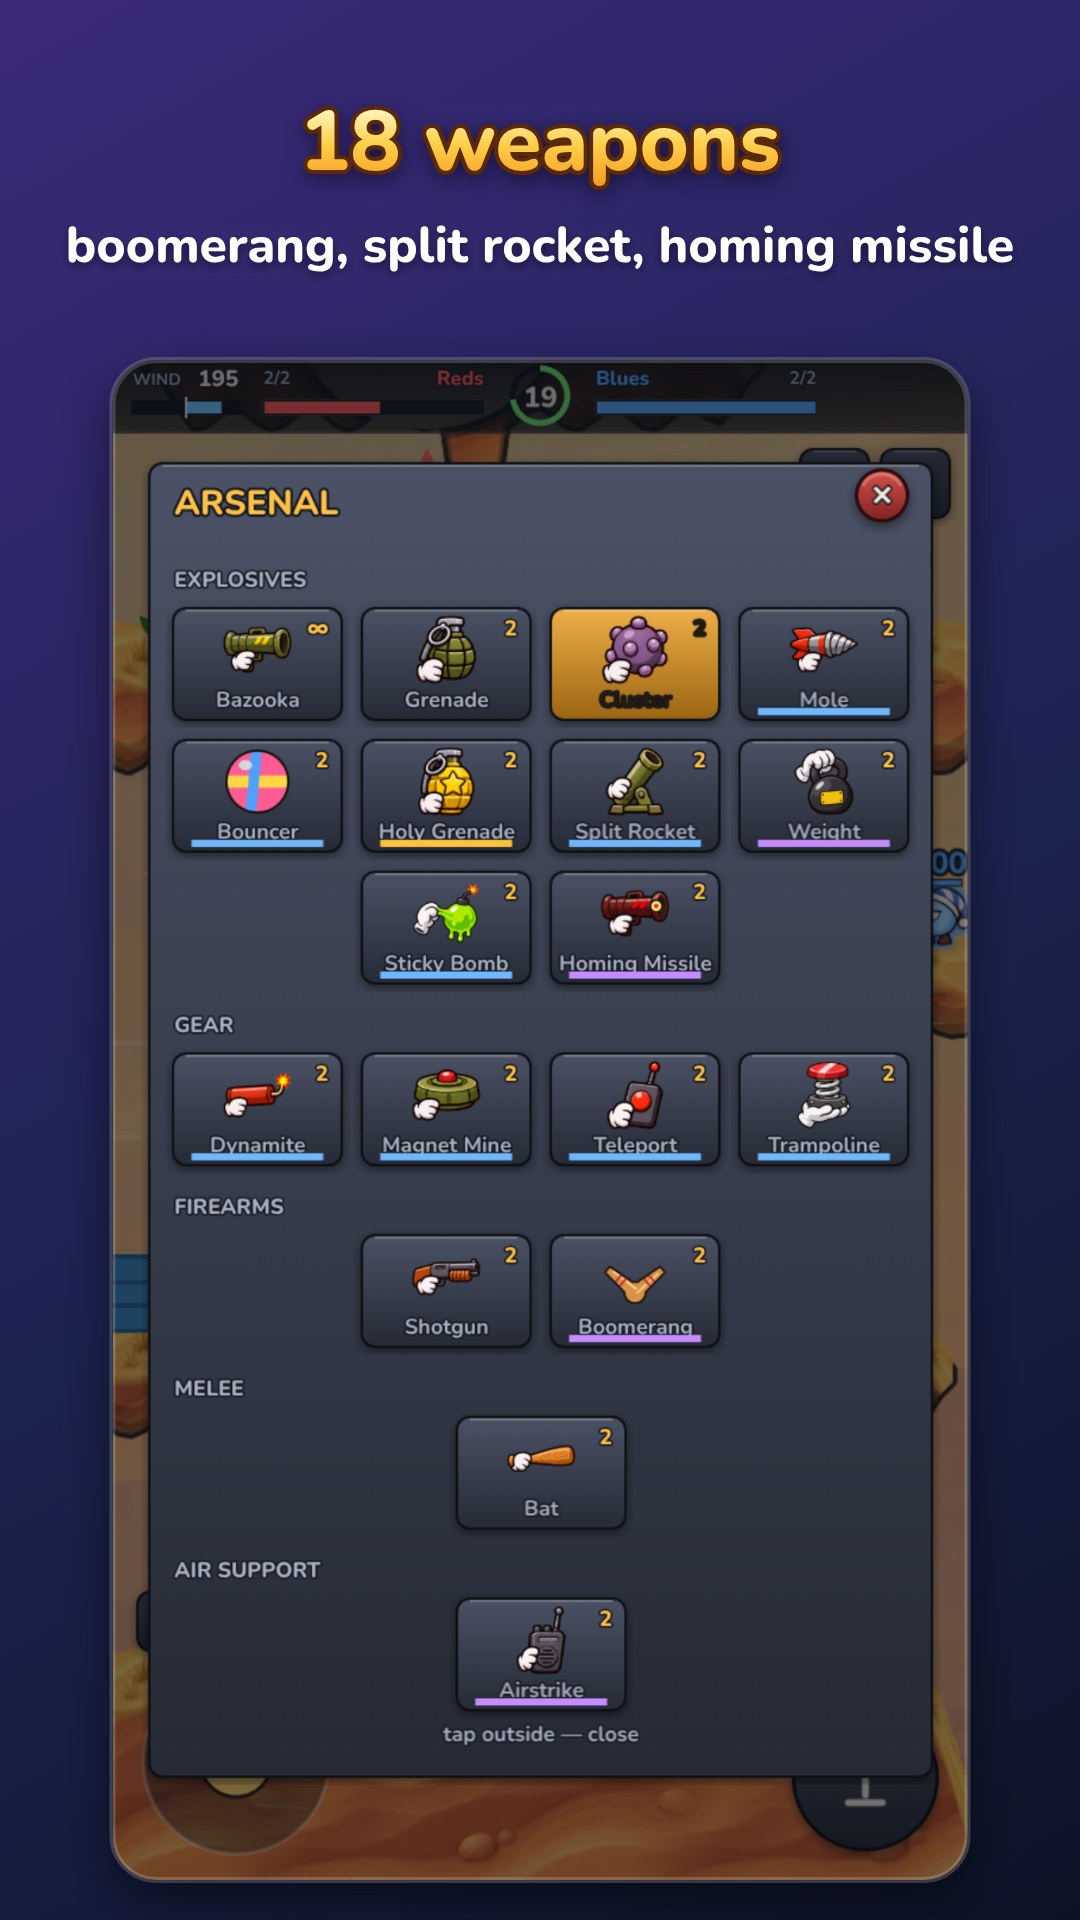 18 weapons
boomerang, split rocket, homing missile
WIND 195 2/2 Reds 19 Blues 2/2
ARSENAL
EXPLOSIVES
∞ 2 2 2
Bazooka Grenade Cluster Mole
2 2 2 2
Bouncer Holy Grenade Split Rocket Weight
00
2 2
Sticky Bomb Homing Missile
GEAR
2 2 2 2
Dynamite Magnet Mine Teleport Trampoline
FIREARMS
2 2
Shotgun Boomerang
MELEE
2
Bat
AIR SUPPORT
2
Airstrike
tap outside — close